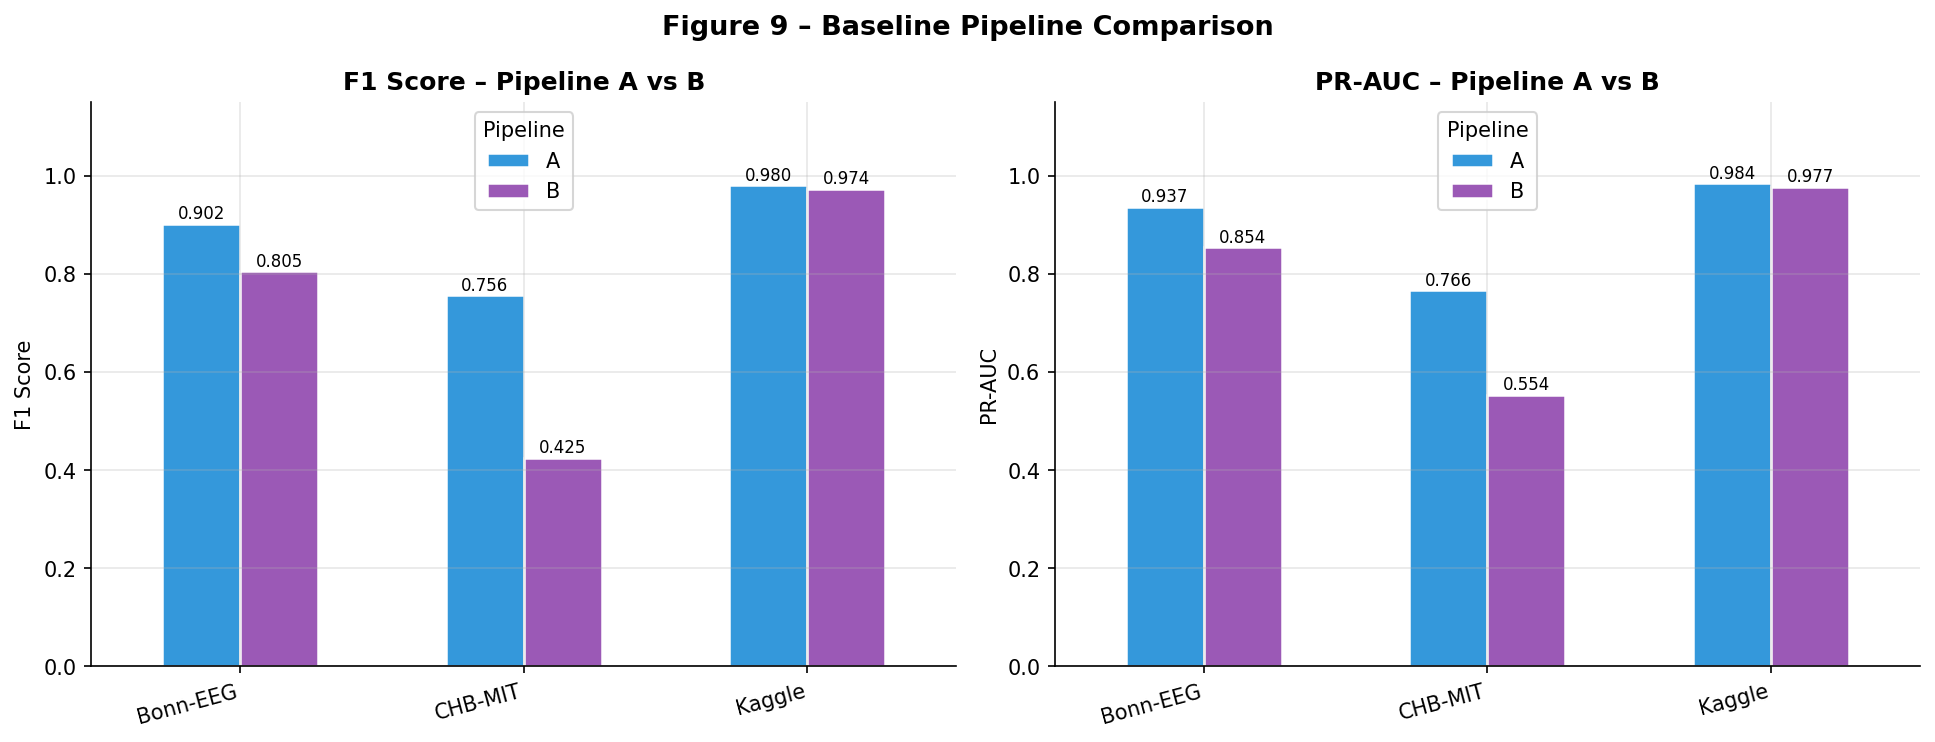 Figure 9 – Baseline Pipeline Comparison
F1 Score – Pipeline A vs B
Pipeline
A
B
F1 Score
1.0
0.8
0.6
0.4
0.2
0.0
0.902
0.805
0.756
0.425
0.980
0.974
Bonn-EEG
CHB-MIT
Kaggle
PR-AUC – Pipeline A vs B
Pipeline
A
B
PR-AUC
1.0
0.8
0.6
0.4
0.2
0.0
0.937
0.854
0.766
0.554
0.984
0.977
Bonn-EEG
CHB-MIT
Kaggle